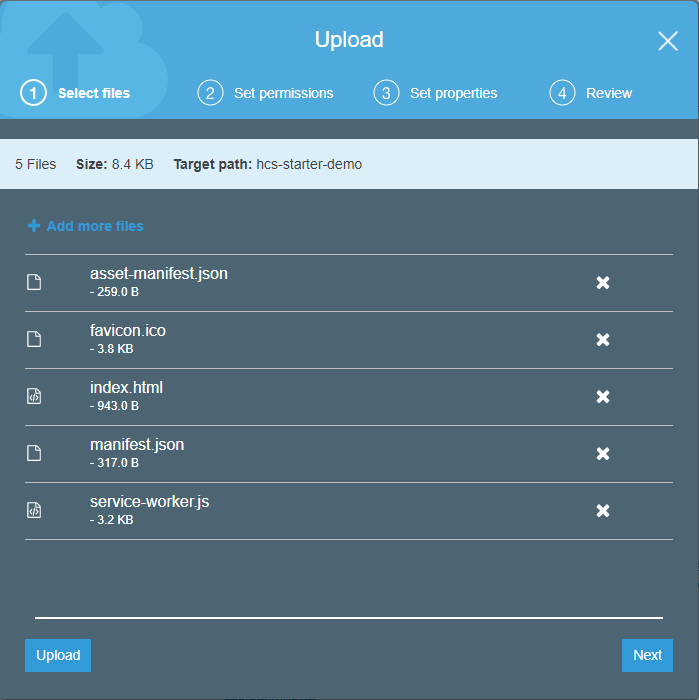 Upload
1 Select files 2 Set permissions 3 Set properties 4 Review
5 Files Size: 8.4 KB Target path: hcs-starter-demo
Add more files
asset-manifest.json
- 259.0 B
favicon.ico
- 3.8 KB
index.html
- 943.0 B
manifest.json
- 317.0 B
service-worker.js
- 3.2 KB
Upload Next